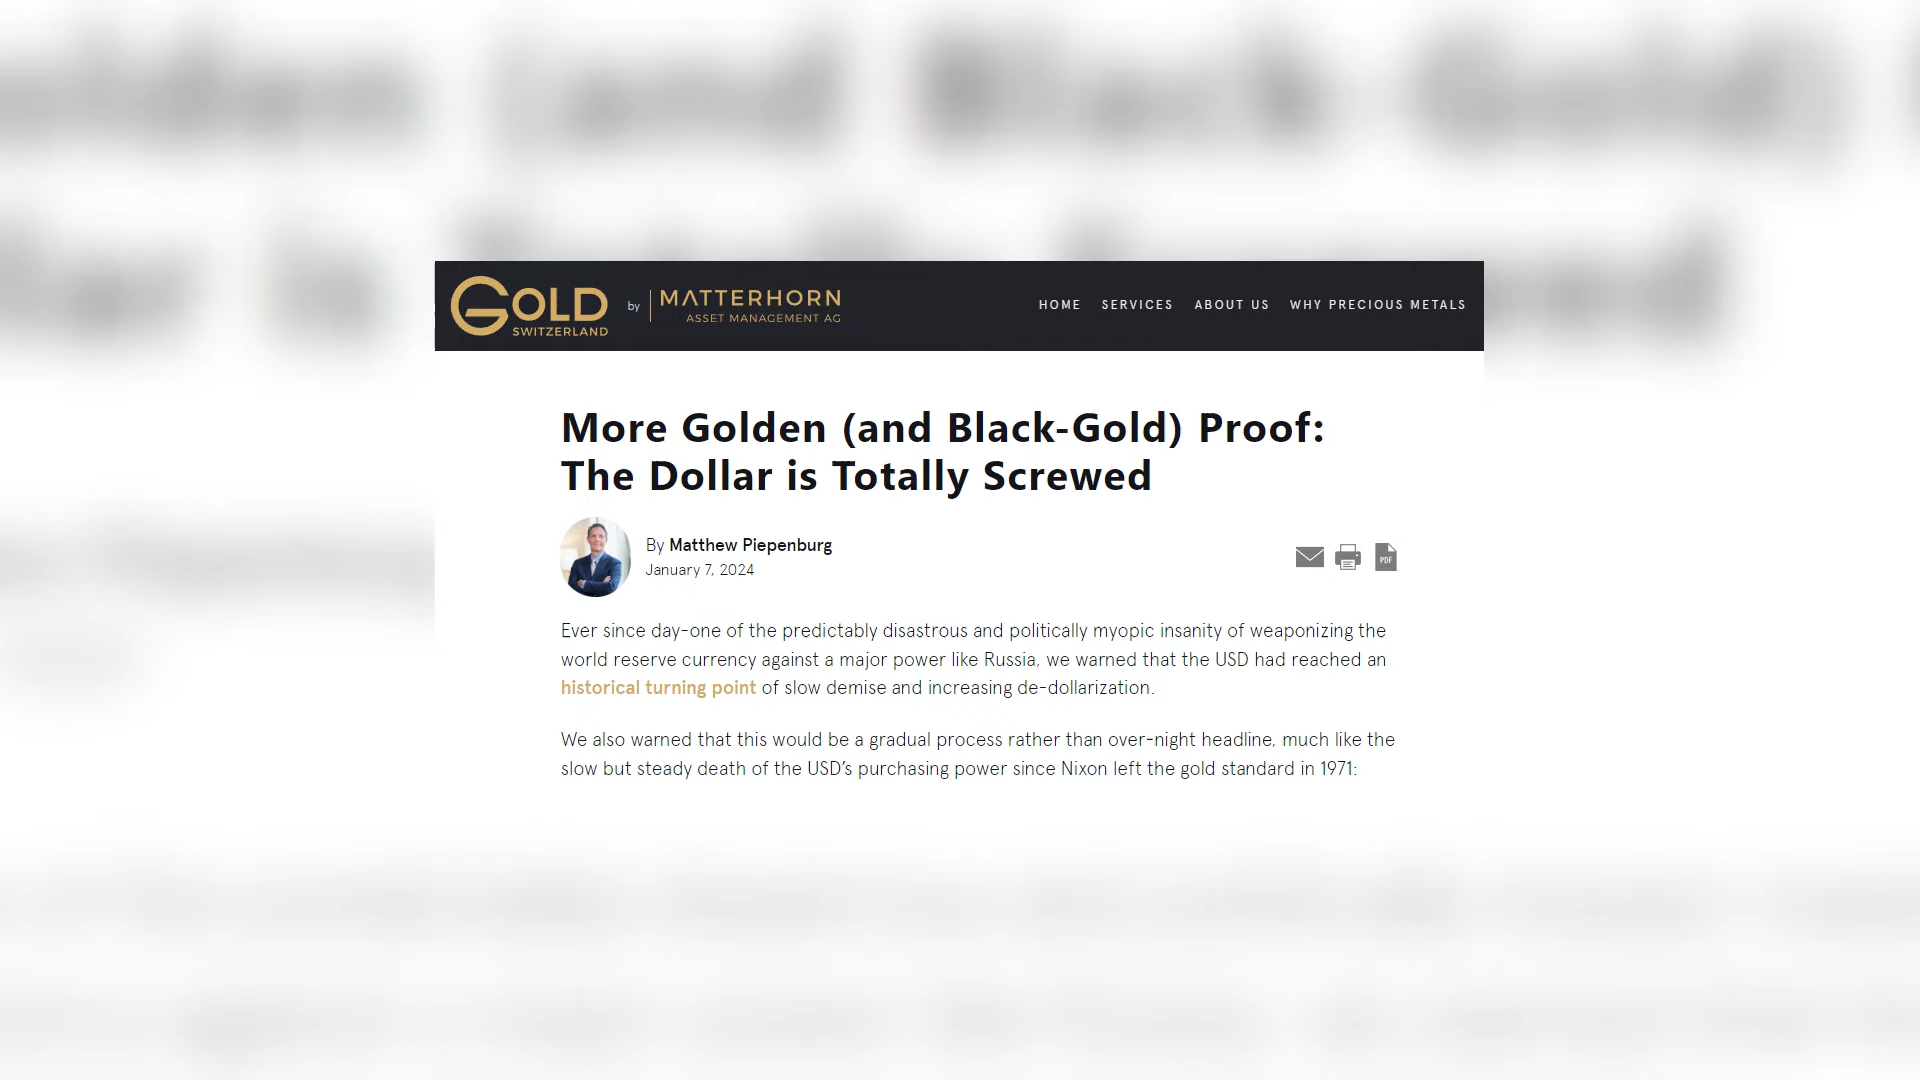 GOLD
SWITZERLAND
by
MATTERHORN
ASSET MANAGEMENT AG
HOME SERVICES ABOUT US WHY PRECIOUS METALS
More Golden (and Black-Gold) Proof:
The Dollar is Totally Screwed
By Matthew Piepenburg
January 7, 2024
PDF
Ever since day-one of the predictably disastrous and politically myopic insanity of weaponizing the
world reserve currency against a major power like Russia, we warned that the USD had reached an
historical turning point of slow demise and increasing de-dollarization.
We also warned that this would be a gradual process rather than over-night headline, much like the
slow but steady death of the USD’s purchasing power since Nixon left the gold standard in 1971: